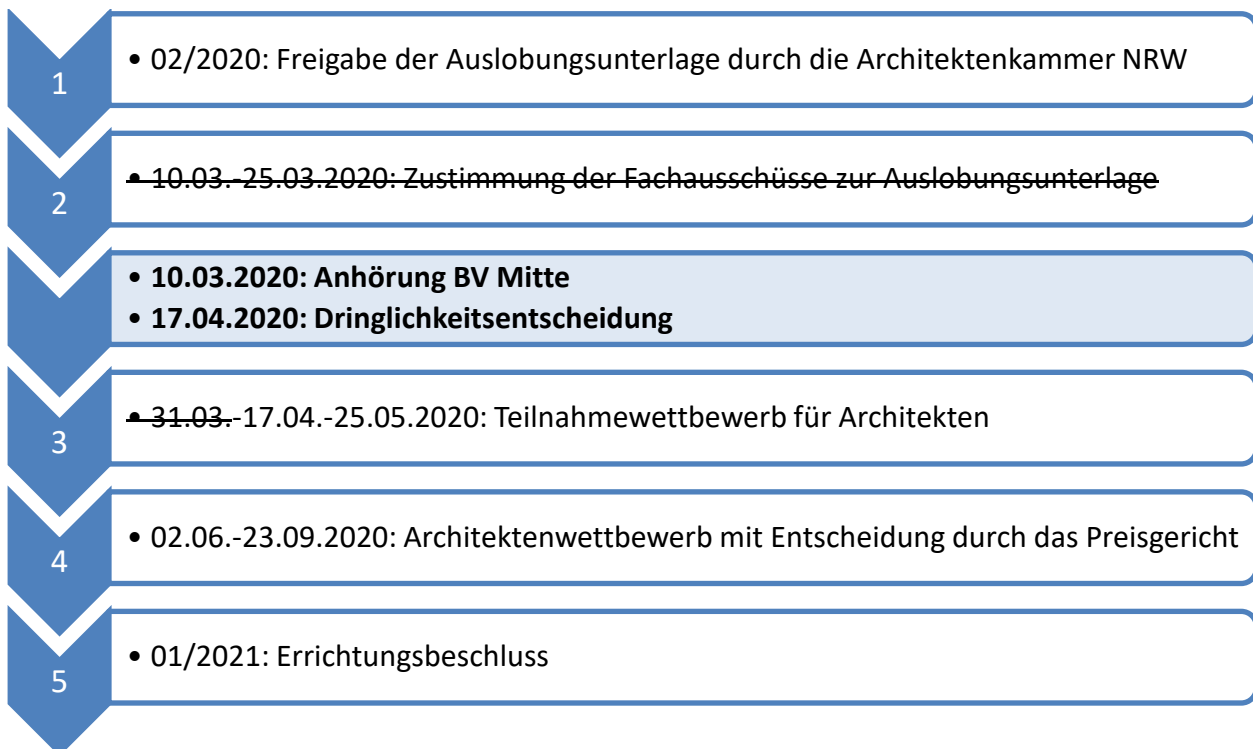 1
• 02/2020: Freigabe der Auslobungsunterlage durch die Architektenkammer NRW
2
• 10.03.-25.03.2020: Zustimmung der Fachausschüsse zur Auslobungsunterlage
• 10.03.2020: Anhörung BV Mitte
• 17.04.2020: Dringlichkeitsentscheidung
3
• 31.03.-17.04.-25.05.2020: Teilnahmewettbewerb für Architekten
4
• 02.06.-23.09.2020: Architektenwettbewerb mit Entscheidung durch das Preisgericht
5
• 01/2021: Errichtungsbeschluss